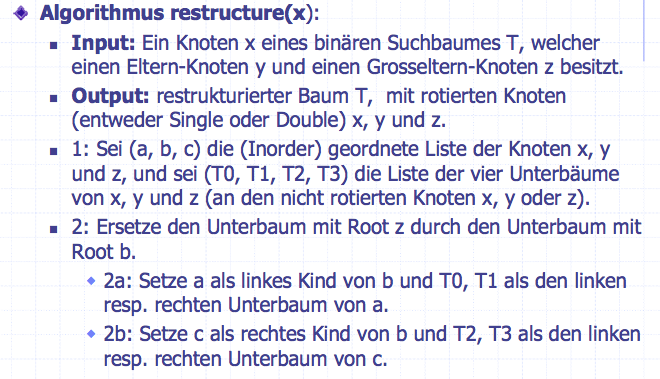 Algorithmus restructure(x):
Input: Ein Knoten x eines binären Suchbaumes T, welcher
einen Eltern-Knoten y und einen Grosseltern-Knoten z besitzt.
Output: restrukturierter Baum T, mit rotierten Knoten
(entweder Single oder Double) x, y und z.
1: Sei (a, b, c) die (Inorder) geordnete Liste der Knoten x, y
und z, und sei (T0, T1, T2, T3) die Liste der vier Unterbäume
von x, y und z (an den nicht rotierten Knoten x, y oder z).
2: Ersetze den Unterbaum mit Root z durch den Unterbaum mit
Root b.
2a: Setze a als linkes Kind von b und T0, T1 als den linken
resp. rechten Unterbaum von a.
2b: Setze c als rechtes Kind von b und T2, T3 als den linken
resp. rechten Unterbaum von c.